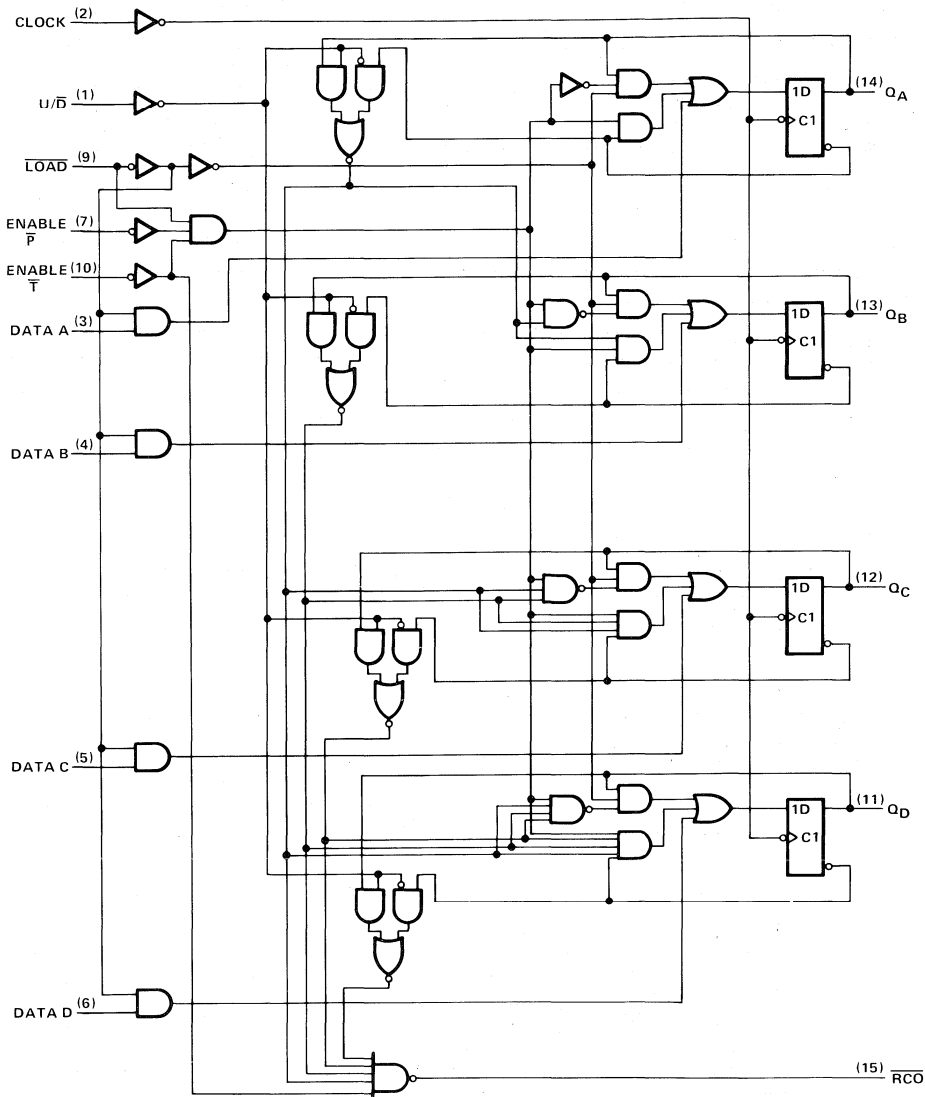 CLOCK (2)
U/D̅ (1)
L̅O̅A̅D̅ (9)
ENABLE (7)
P̅
ENABLE (10)
T̅
DATA A (3)
DATA B (4)
DATA C (5)
DATA D (6)
1D
C1
(14) QA
1D
C1
(13) QB
1D
C1
(12) QC
1D
C1
(11) QD
(15) R̅C̅O̅